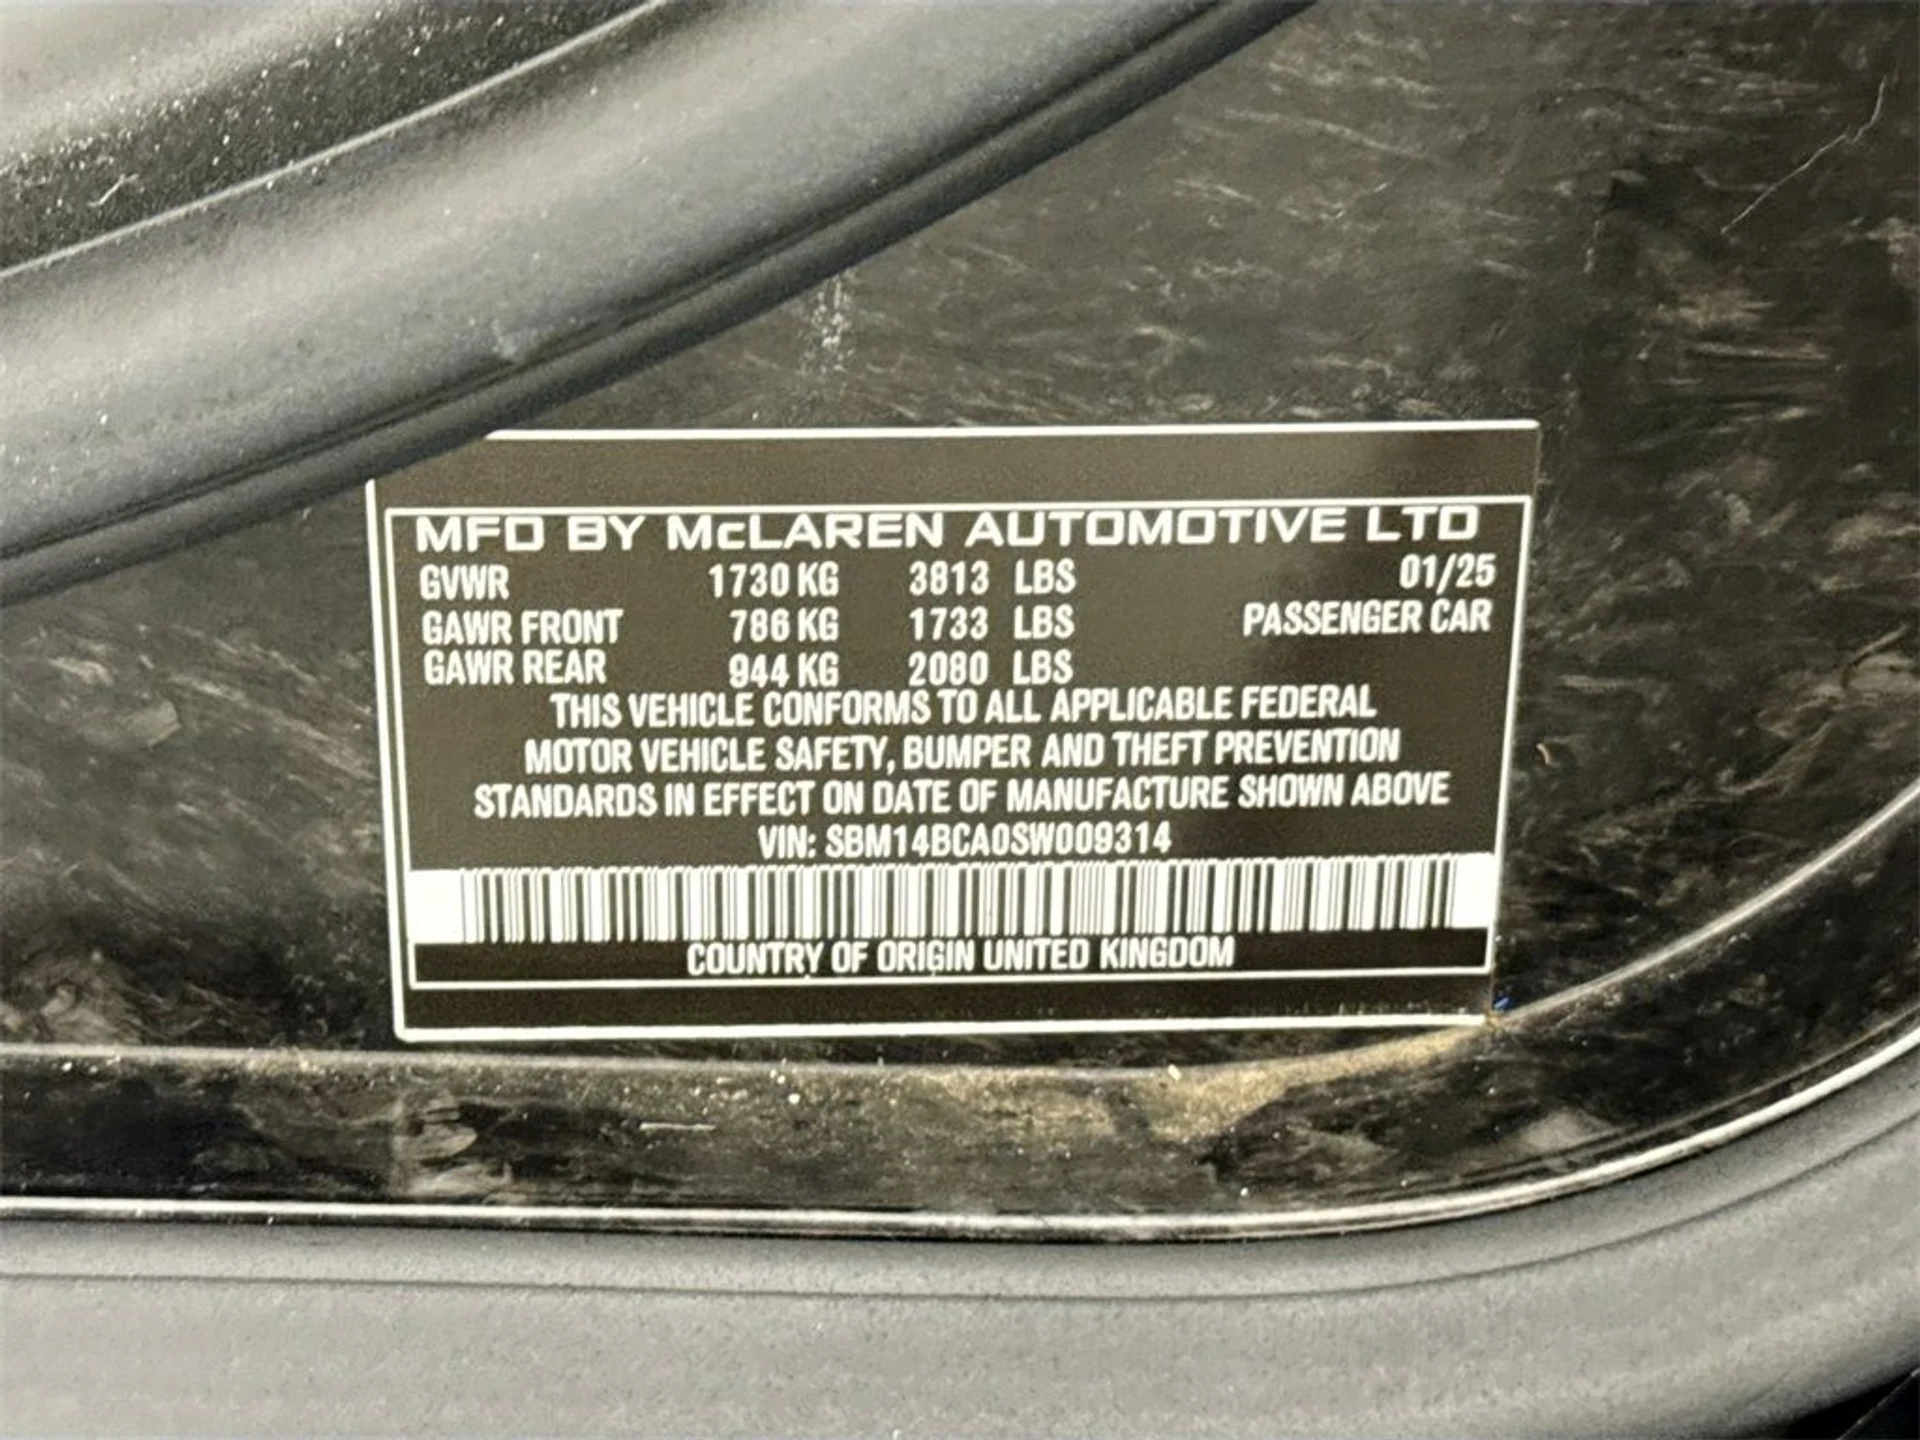 MFD BY McLAREN AUTOMOTIVE LTD
GVWR 1730 KG 3813 LBS 01/25
GAWR FRONT 786 KG 1733 LBS PASSENGER CAR
GAWR REAR 944 KG 2080 LBS
THIS VEHICLE CONFORMS TO ALL APPLICABLE FEDERAL
MOTOR VEHICLE SAFETY, BUMPER AND THEFT PREVENTION
STANDARDS IN EFFECT ON DATE OF MANUFACTURE SHOWN ABOVE
VIN: SBM14BCA0SW009314
COUNTRY OF ORIGIN UNITED KINGDOM